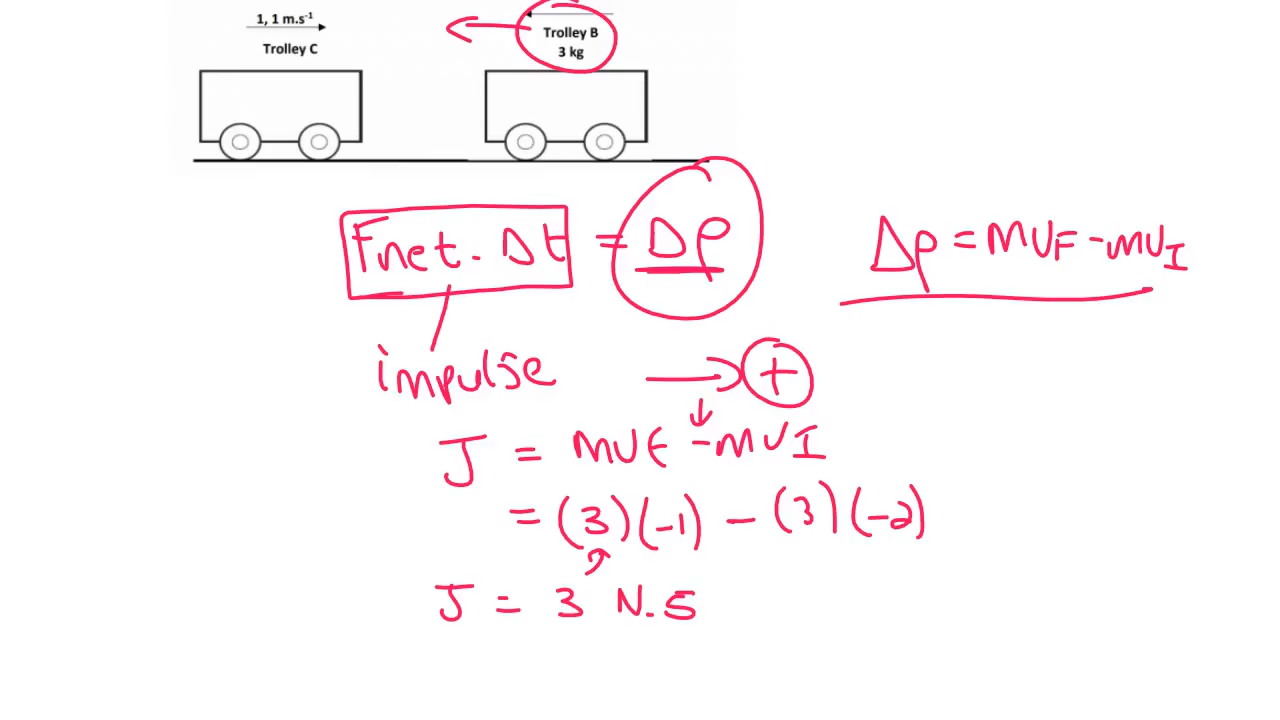 1, 1 m.s⁻¹
Trolley C
Trolley B
3 kg
Fnet. Δt = Δp
Δp = mVF - mVI
impulse
+
J = mVF - mVI
= (3)(-1) - (3)(-2)
J = 3 N.S